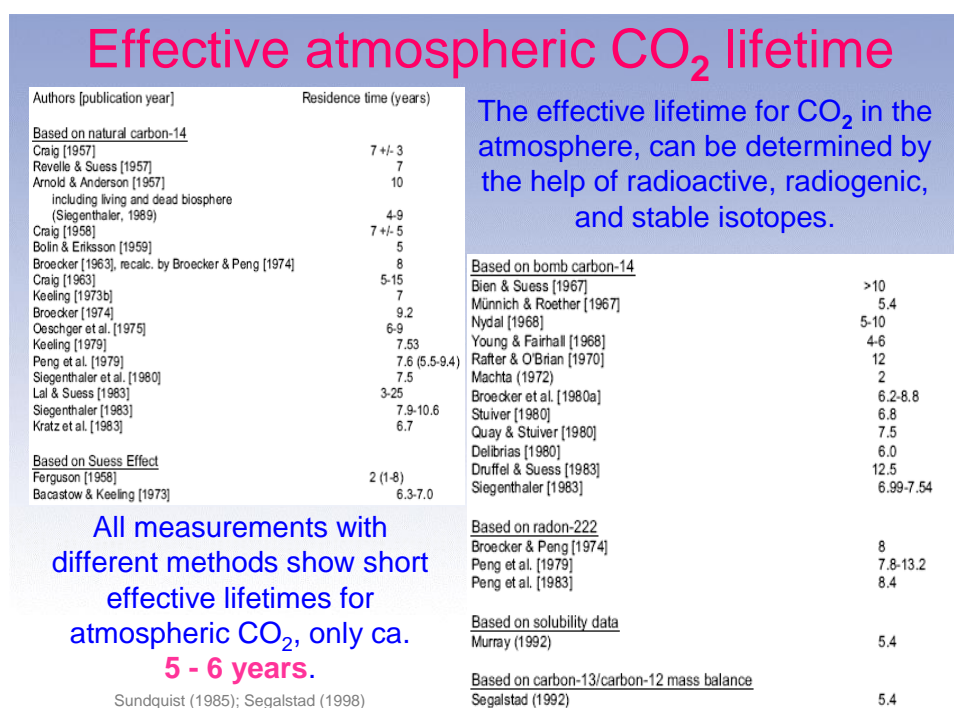 Effective atmospheric CO₂ lifetime
Authors [publication year] Residence time (years)
Based on natural carbon-14
Craig [1957] 7 +/- 3
Revelle & Suess [1957] 7
Arnold & Anderson [1957] 10
including living and dead biosphere
(Siegenthaler, 1989) 4-9
Craig [1958] 7 +/- 5
Bolin & Eriksson [1959] 5
Broecker [1963], recalc. by Broecker & Peng [1974] 8
Craig [1963] 5-15
Keeling [1973b] 7
Broecker [1974] 9.2
Oeschger et al. [1975] 6-9
Keeling [1979] 7.53
Peng et al. [1979] 7.6 (5.5-9.4)
Siegenthaler et al. [1980] 7.5
Lal & Suess [1983] 3-25
Siegenthaler [1983] 7.9-10.6
Kratz et al. [1983] 6.7
Based on Suess Effect
Ferguson [1958] 2 (1-8)
Bacastow & Keeling [1973] 6.3-7.0
All measurements with
different methods show short
effective lifetimes for
atmospheric CO₂, only ca.
5 - 6 years.
Sundquist (1985); Segalstad (1998)
The effective lifetime for CO₂ in the
atmosphere, can be determined by
the help of radioactive, radiogenic,
and stable isotopes.
Based on bomb carbon-14
Bien & Suess [1967] >10
Münnich & Roether [1967] 5.4
Nydal [1968] 5-10
Young & Fairhall [1968] 4-6
Rafter & O'Brian [1970] 12
Machta (1972) 2
Broecker et al. [1980a] 6.2-8.8
Stuiver [1980] 6.8
Quay & Stuiver [1980] 7.5
Delibrias [1980] 6.0
Druffel & Suess [1983] 12.5
Siegenthaler [1983] 6.99-7.54
Based on radon-222
Broecker & Peng [1974] 8
Peng et al. [1979] 7.8-13.2
Peng et al. [1983] 8.4
Based on solubility data
Murray (1992) 5.4
Based on carbon-13/carbon-12 mass balance
Segalstad (1992) 5.4